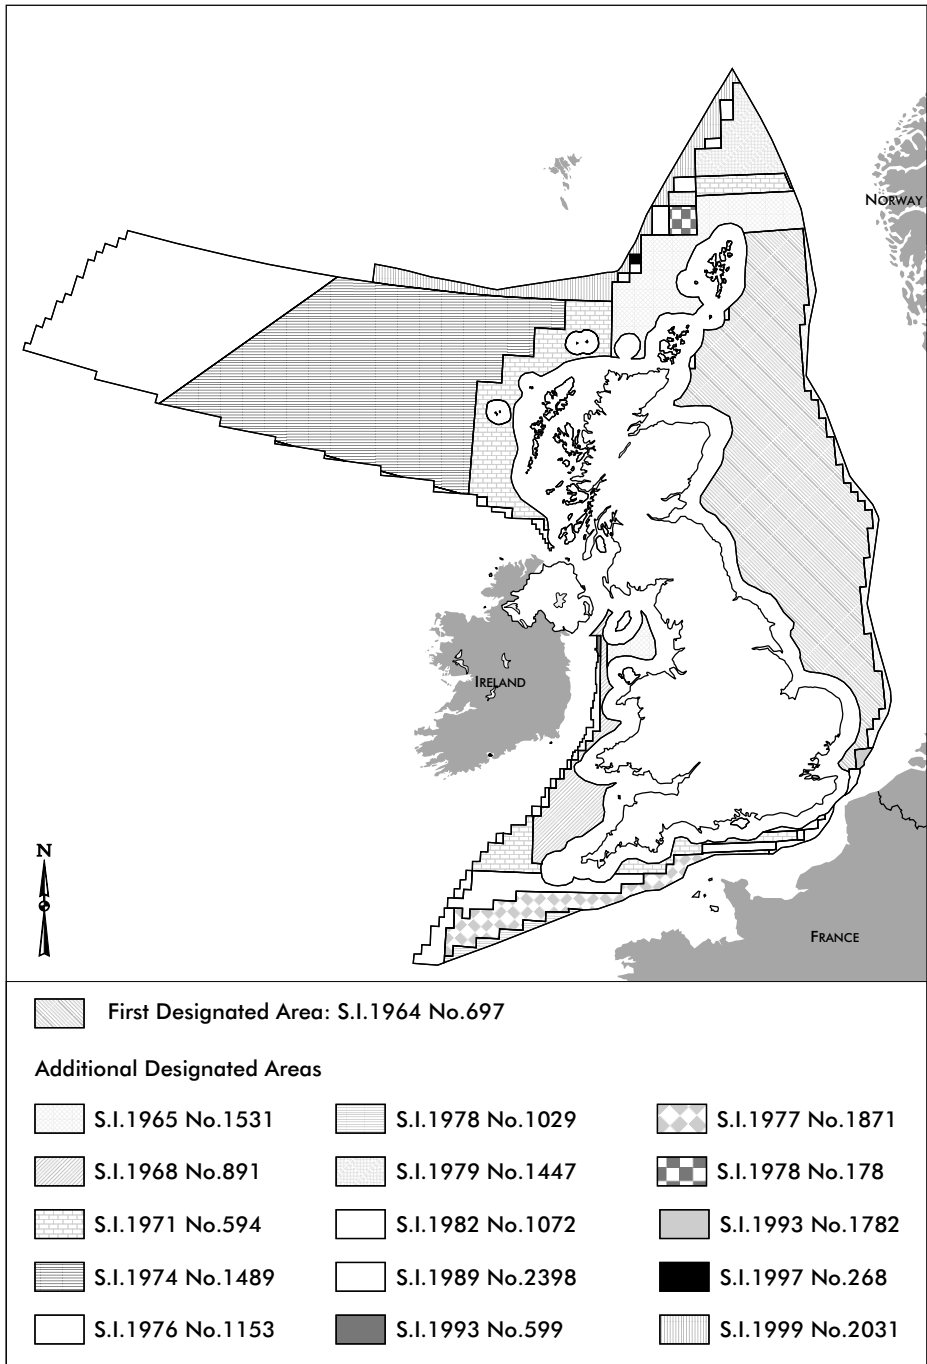 NORWAY
IRELAND
N
FRANCE
First Designated Area: S.I.1964 No.697
Additional Designated Areas
S.I.1965 No.1531
S.I.1978 No.1029
S.I.1977 No.1871
S.I.1968 No.891
S.I.1979 No.1447
S.I.1978 No.178
S.I.1971 No.594
S.I.1982 No.1072
S.I.1993 No.1782
S.I.1974 No.1489
S.I.1989 No.2398
S.I.1997 No.268
S.I.1976 No.1153
S.I.1993 No.599
S.I.1999 No.2031